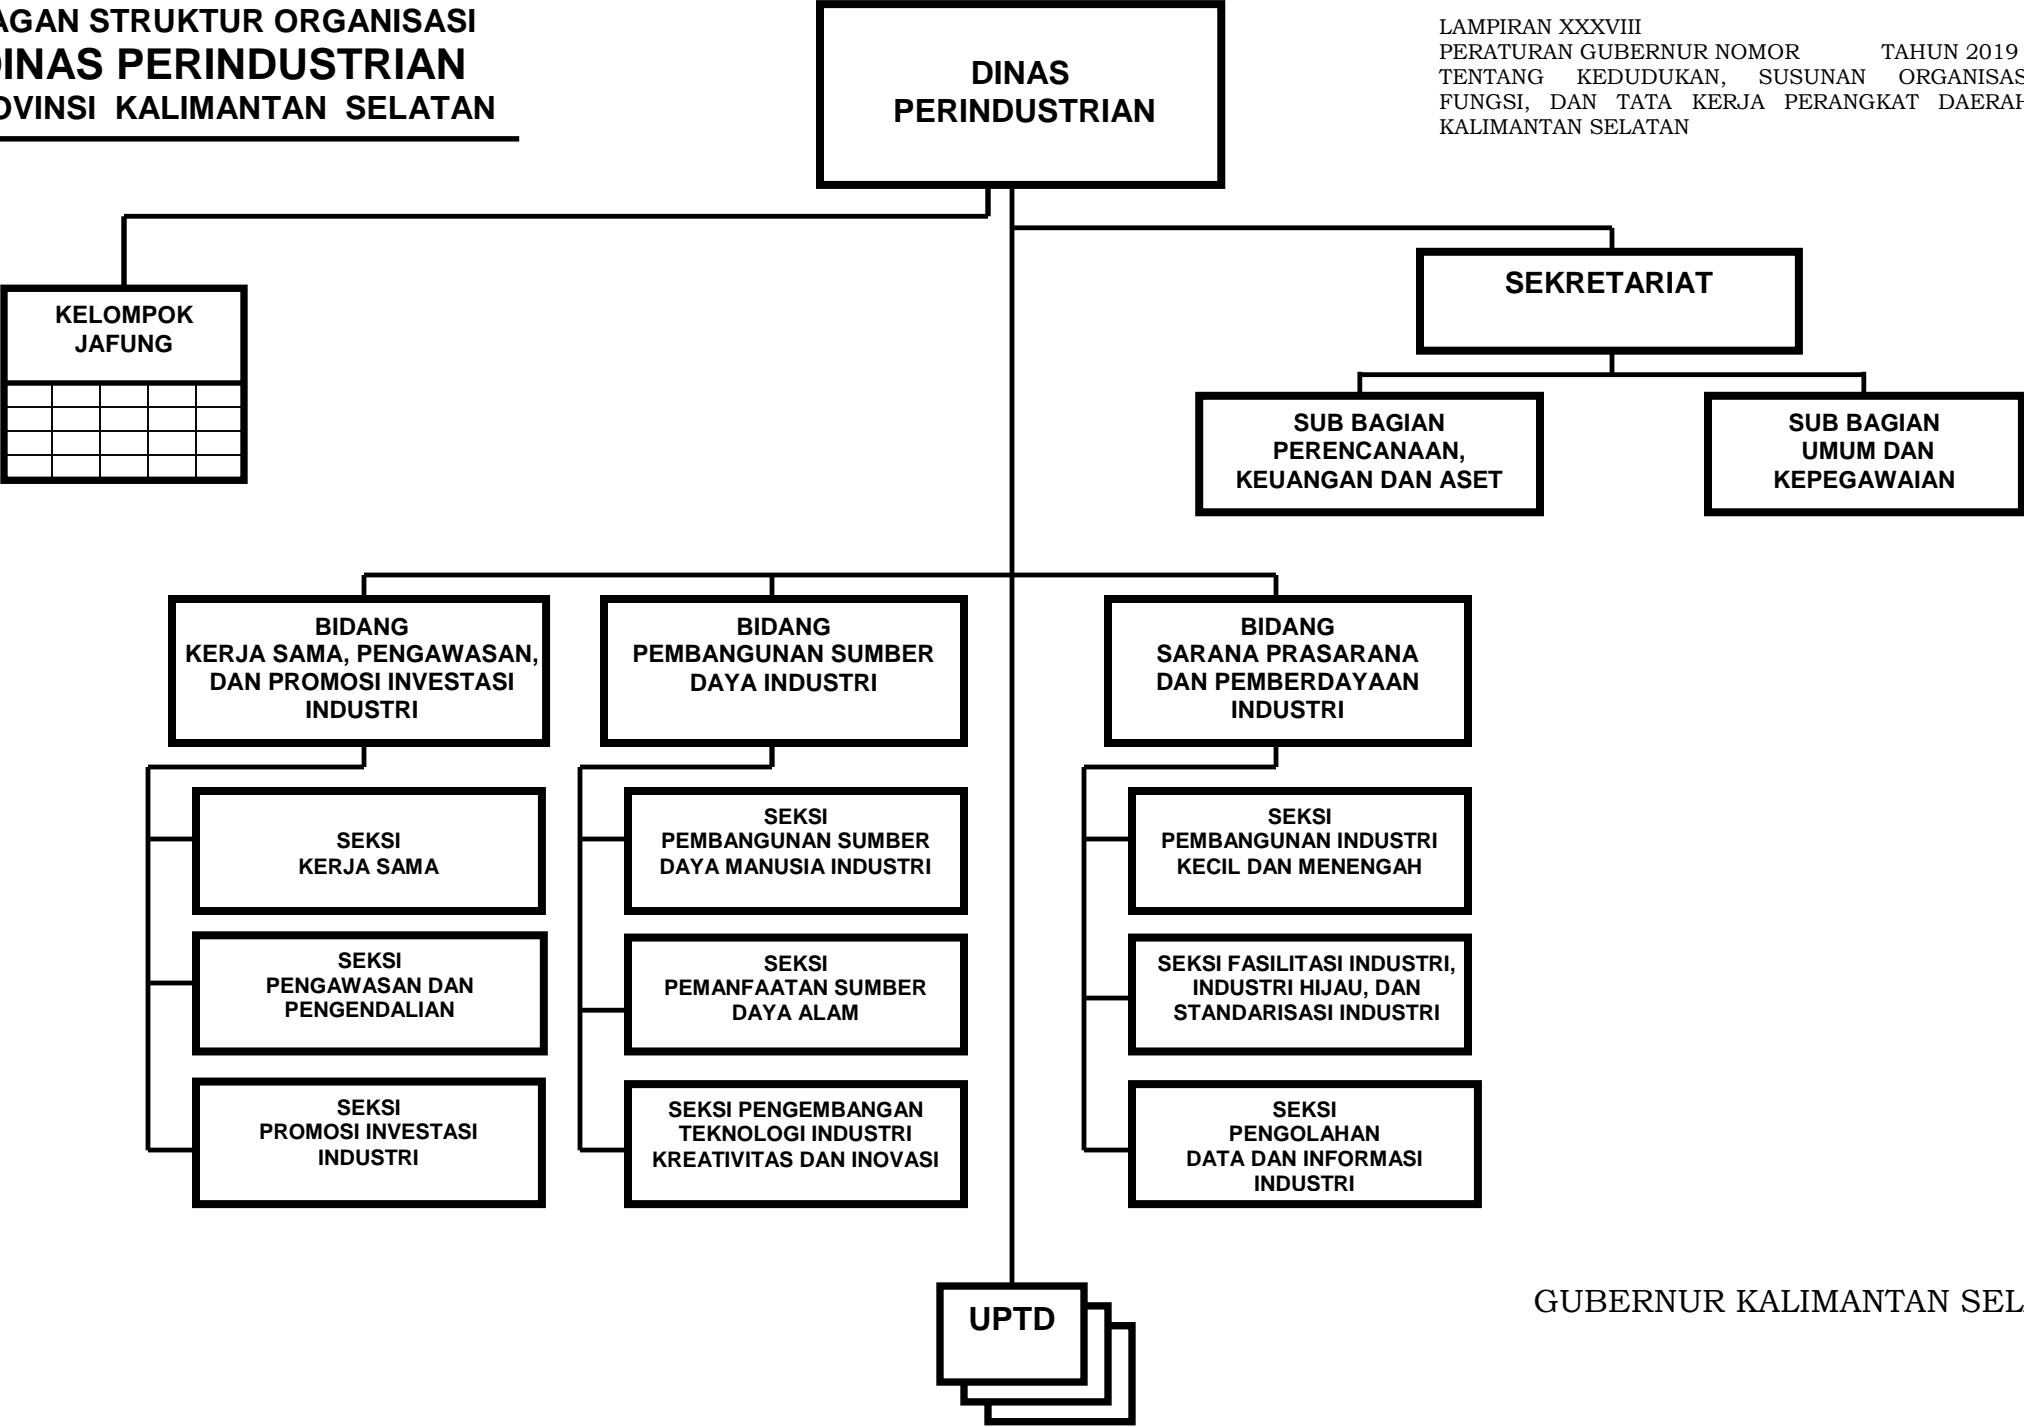 AGAN STRUKTUR ORGANISASI
DINAS PERINDUSTRIAN
OVINSI KALIMANTAN SELATAN
DINAS
PERINDUSTRIAN
LAMPIRAN XXXVIII
PERATURAN GUBERNUR NOMOR TAHUN 2019
TENTANG KEDUDUKAN, SUSUNAN ORGANISAS
FUNGSI, DAN TATA KERJA PERANGKAT DAERAH
KALIMANTAN SELATAN
SEKRETARIAT
KELOMPOK
JAFUNG
SUB BAGIAN
PERENCANAAN,
KEUANGAN DAN ASET
SUB BAGIAN
UMUM DAN
KEPEGAWAIAN
BIDANG
KERJA SAMA, PENGAWASAN,
DAN PROMOSI INVESTASI
INDUSTRI
BIDANG
PEMBANGUNAN SUMBER
DAYA INDUSTRI
BIDANG
SARANA PRASARANA
DAN PEMBERDAYAAN
INDUSTRI
SEKSI
KERJA SAMA
SEKSI
PEMBANGUNAN SUMBER
DAYA MANUSIA INDUSTRI
SEKSI
PEMBANGUNAN INDUSTRI
KECIL DAN MENENGAH
SEKSI
PENGAWASAN DAN
PENGENDALIAN
SEKSI
PEMANFAATAN SUMBER
DAYA ALAM
SEKSI FASILITASI INDUSTRI,
INDUSTRI HIJAU, DAN
STANDARISASI INDUSTRI
SEKSI
PROMOSI INVESTASI
INDUSTRI
SEKSI PENGEMBANGAN
TEKNOLOGI INDUSTRI
KREATIVITAS DAN INOVASI
SEKSI
PENGOLAHAN
DATA DAN INFORMASI
INDUSTRI
UPTD
GUBERNUR KALIMANTAN SEL